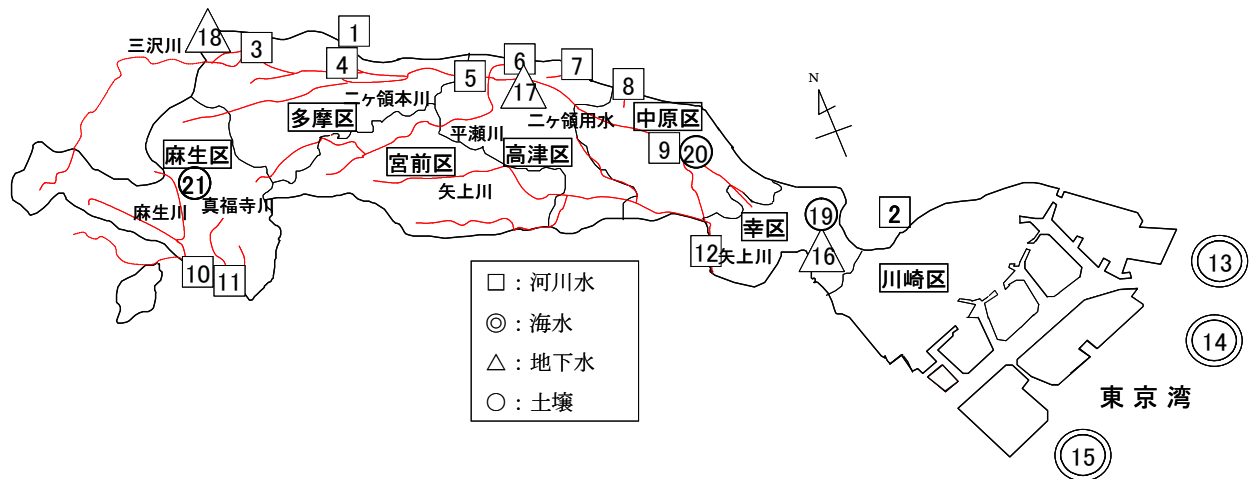 18
三沢川
3
1
4
5
6
7
17
8
二ヶ領本川
多摩区
平瀬川
二ヶ領用水
中原区
9
20
麻生区
21
宮前区
高津区
矢上川
麻生川
真福寺川
10
11
12
幸区
矢上川
19
16
2
川崎区
N
13
14
15
東京湾
□：河川水
◎：海水
△：地下水
○：土壌